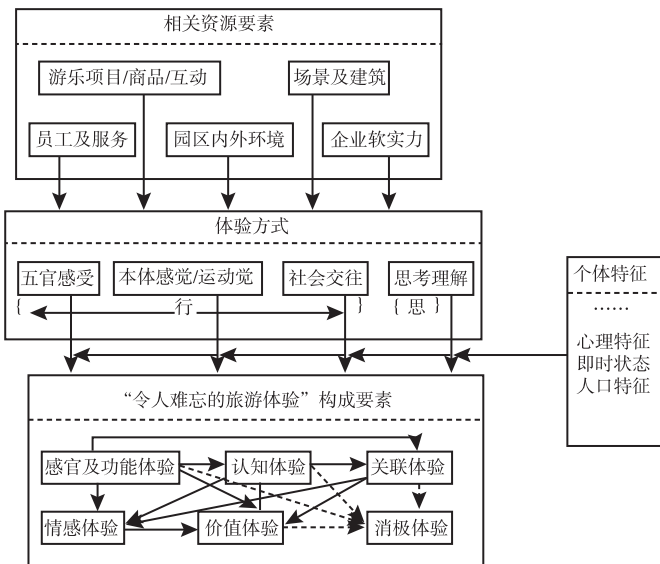 相关资源要素
游乐项目/商品/互动
场景及建筑
员工及服务
园区内外环境
企业软实力
体验方式
五官感受
本体感觉/运动觉
社会交往
思考理解
{ 行 }
{ 思 }
个体特征
……
心理特征
即时状态
人口特征
“令人难忘的旅游体验”构成要素
感官及功能体验
认知体验
关联体验
情感体验
价值体验
消极体验